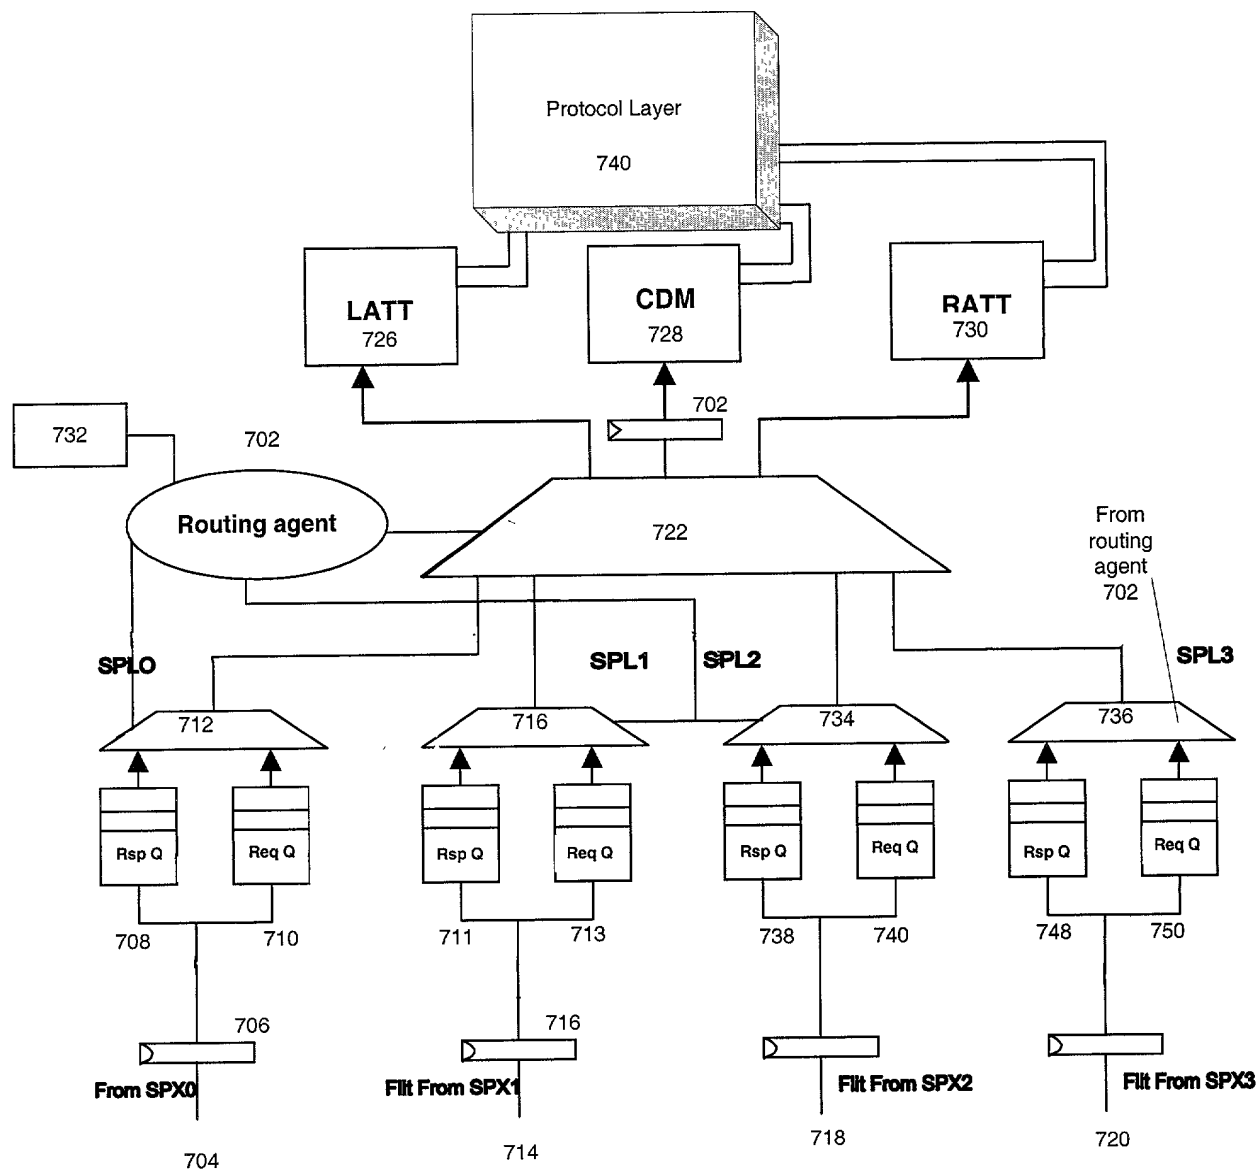 Protocol Layer
740
LATT
726
CDM
728
RATT
730
702
732
702
Routing agent
722
From
routing
agent
702
SPL0
SPL1
SPL2
SPL3
712
716
734
736
Rsp Q
Req Q
Rsp Q
Req Q
Rsp Q
Req Q
Rsp Q
Req Q
708
710
711
713
738
740
748
750
706
716
From SPX0
Flit From SPX1
Flit From SPX2
Flit From SPX3
704
714
718
720